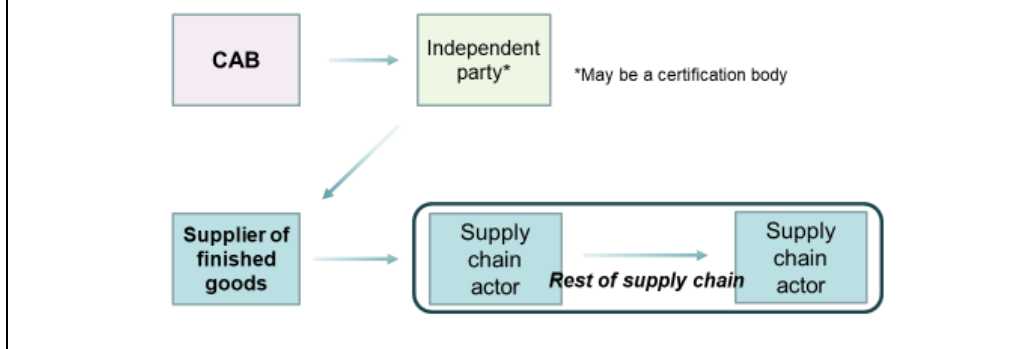 CAB
Independent
party*
*May be a certification body
Supplier of
finished
goods
Supply
chain
actor
Rest of supply chain
Supply
chain
actor